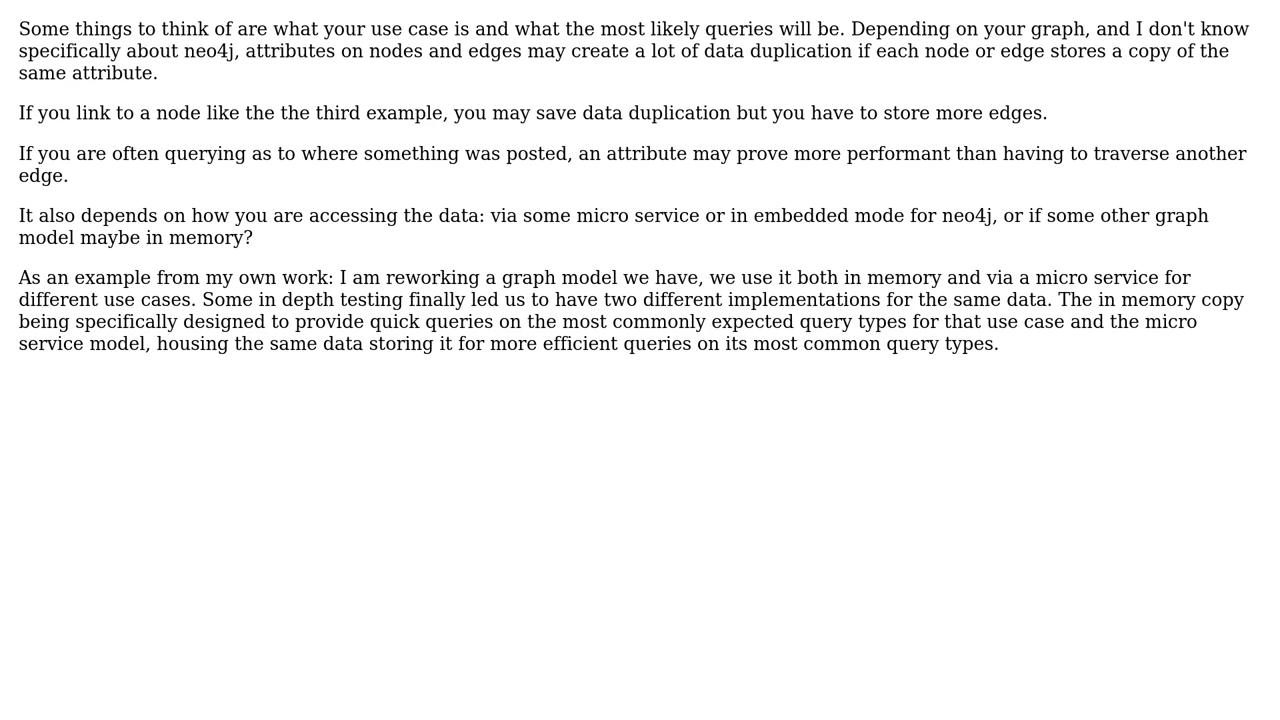 Some things to think of are what your use case is and what the most likely queries will be. Depending on your graph, and I don't know
specifically about neo4j, attributes on nodes and edges may create a lot of data duplication if each node or edge stores a copy of the
same attribute.
If you link to a node like the the third example, you may save data duplication but you have to store more edges.
If you are often querying as to where something was posted, an attribute may prove more performant than having to traverse another
edge.
It also depends on how you are accessing the data: via some micro service or in embedded mode for neo4j, or if some other graph
model maybe in memory?
As an example from my own work: I am reworking a graph model we have, we use it both in memory and via a micro service for
different use cases. Some in depth testing finally led us to have two different implementations for the same data. The in memory copy
being specifically designed to provide quick queries on the most commonly expected query types for that use case and the micro
service model, housing the same data storing it for more efficient queries on its most common query types.